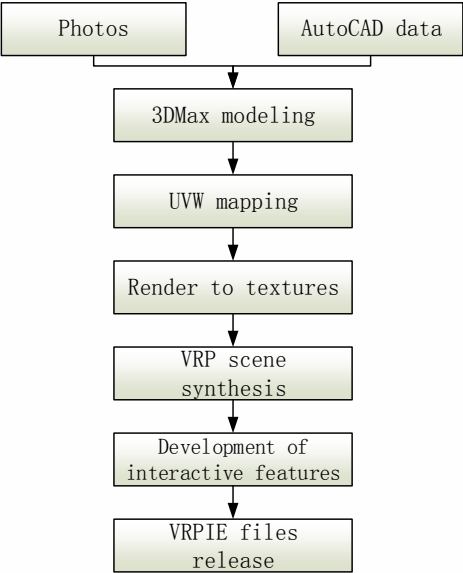 Photos
AutoCAD data
3DMax modeling
UVW mapping
Render to textures
VRP scene
synthesis
Development of
interactive features
VRPIE files
release